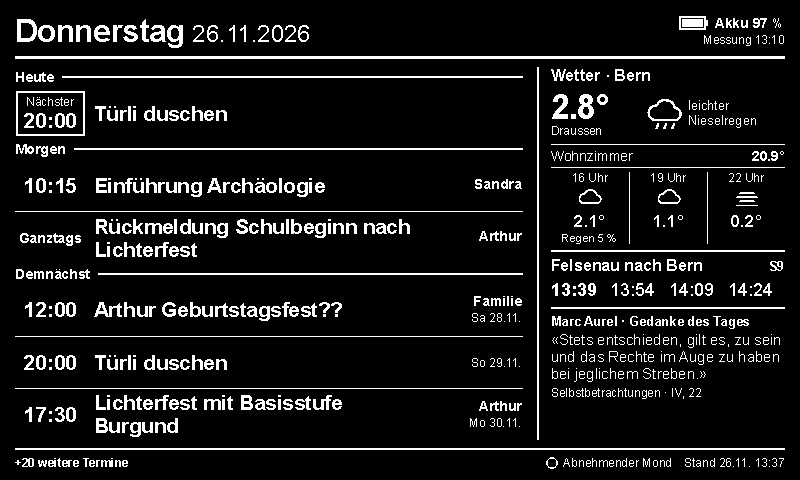 Donnerstag 26.11.2026
Akku 97 %
Messung 13:10
Heute
Nächster
20:00 Türli duschen
Morgen
10:15 Einführung Archäologie Sandra
Ganztags Rückmeldung Schulbeginn nach
Lichterfest Arthur
Demnächst
12:00 Arthur Geburtstagsfest?? Familie
Sa 28.11.
20:00 Türli duschen So 29.11.
17:30 Lichterfest mit Basisstufe
Burgund Arthur
Mo 30.11.
+20 weitere Termine
Wetter · Bern
2.8°
Draussen
leichter
Nieselregen
Wohnzimmer 20.9°
16 Uhr 19 Uhr 22 Uhr
2.1° 1.1° 0.2°
Regen 5 %
Felsenau nach Bern S9
13:39 13:54 14:09 14:24
Marc Aurel · Gedanke des Tages
«Stets entschieden, gilt es, zu sein
und das Rechte im Auge zu haben
bei jeglichem Streben.»
Selbstbetrachtungen · IV, 22
Abnehmender Mond Stand 26.11. 13:37